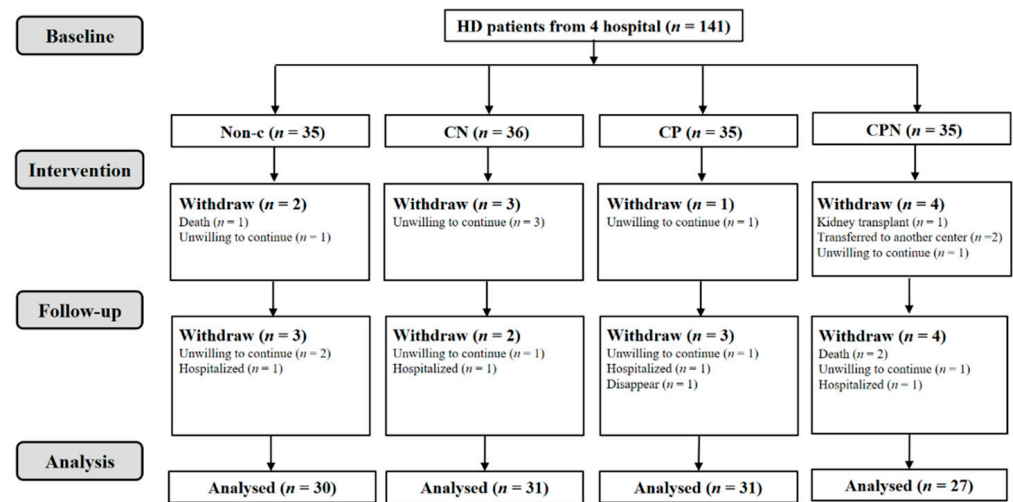 Baseline
HD patients from 4 hospital (n = 141)
Non-c (n = 35)
CN (n = 36)
CP (n = 35)
CPN (n = 35)
Intervention
Withdraw (n = 2)
Death (n = 1)
Unwilling to continue (n = 1)
Withdraw (n = 3)
Unwilling to continue (n = 3)
Withdraw (n = 1)
Unwilling to continue (n = 1)
Withdraw (n = 4)
Kidney transplant (n = 1)
Transferred to another center (n =2)
Unwilling to continue (n = 1)
Follow-up
Withdraw (n = 3)
Unwilling to continue (n = 2)
Hospitalized (n = 1)
Withdraw (n = 2)
Unwilling to continue (n = 1)
Hospitalized (n = 1)
Withdraw (n = 3)
Unwilling to continue (n = 1)
Hospitalized (n = 1)
Disappear (n = 1)
Withdraw (n = 4)
Death (n = 2)
Unwilling to continue (n = 1)
Hospitalized (n = 1)
Analysis
Analysed (n = 30)
Analysed (n = 31)
Analysed (n = 31)
Analysed (n = 27)